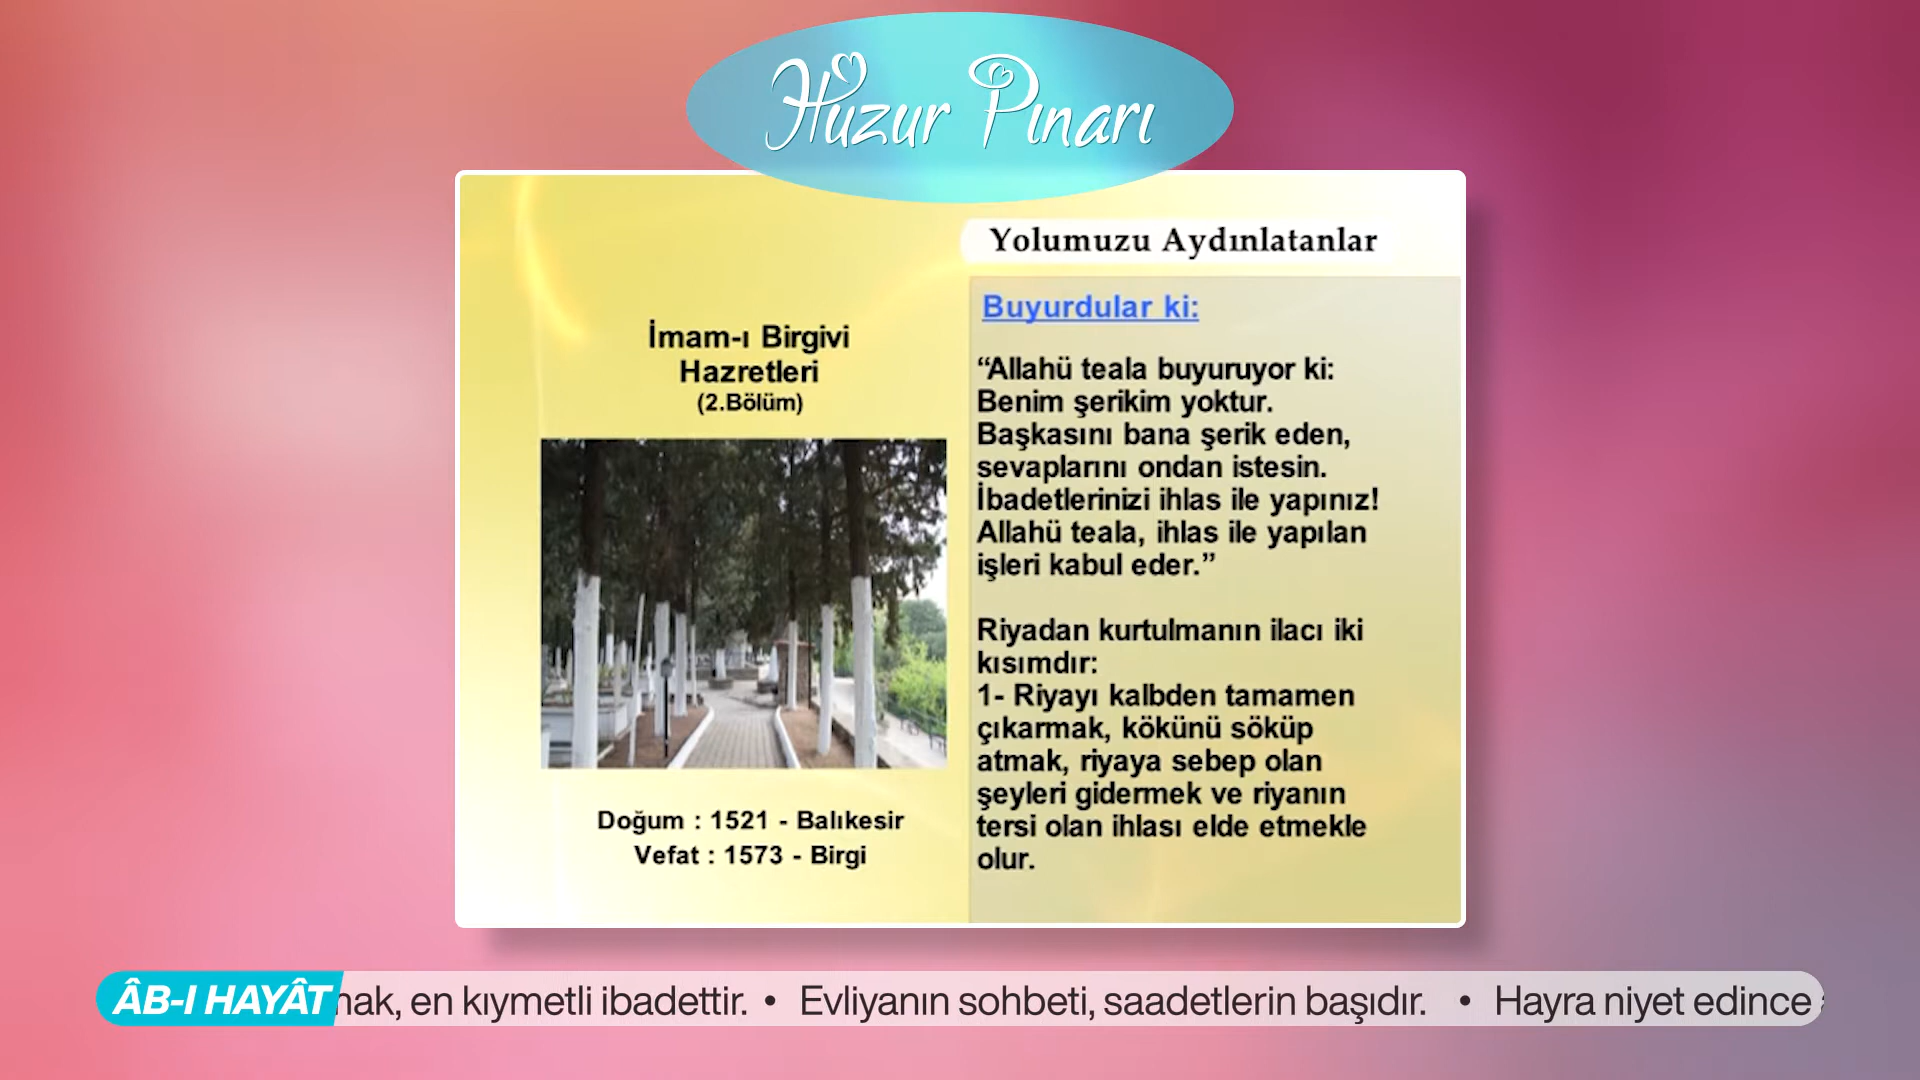 Huzur Pınarı
Yolumuzu Aydınlatanlar
İmam-ı Birgivi
Hazretleri
(2.Bölüm)
Doğum : 1521 - Balıkesir
Vefat : 1573 - Birgi
Buyurdular ki:
“Allahü teala buyuruyor ki:
Benim şerikim yoktur.
Başkasını bana şerik eden,
sevaplarını ondan istesin.
İbadetlerinizi ihlas ile yapınız!
Allahü teala, ihlas ile yapılan
işleri kabul eder.”
Riyadan kurtulmanın ilacı iki
kısımdır:
1- Riyayı kalbden tamamen
çıkarmak, kökünü söküp
atmak, riyaya sebep olan
şeyleri gidermek ve riyanın
tersi olan ihlası elde etmekle
olur.
ÂB-I HAYÂT en kıymetli ibadettir. • Evliyanın sohbeti, saadetlerin başıdır. • Hayra niyet edince